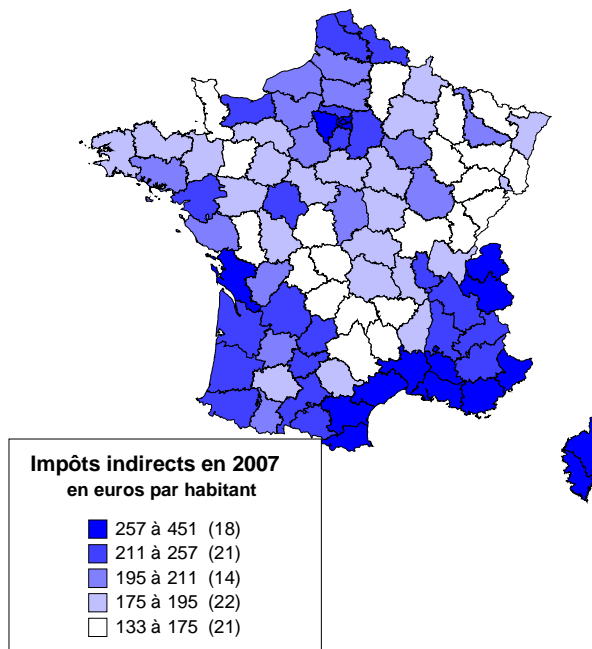 Impôts indirects en 2007
en euros par habitant
257 à 451 (18)
211 à 257 (21)
195 à 211 (14)
175 à 195 (22)
133 à 175 (21)